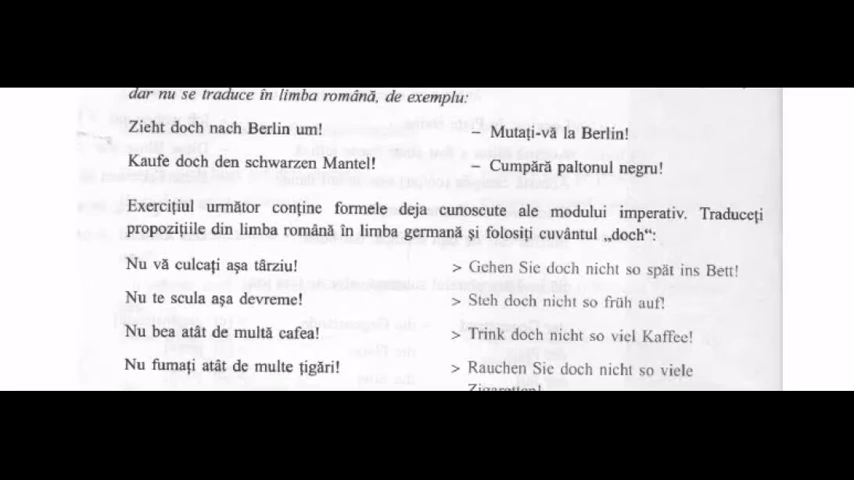 dar nu se traduce în limba română, de exemplu:
Zieht doch nach Berlin um! – Mutați-vă la Berlin!
Kaufe doch den schwarzen Mantel! – Cumpără paltonul negru!
Exercițiul următor conține formele deja cunoscute ale modului imperativ. Traduceți
propozițiile din limba română în limba germană și folosiți cuvântul „doch“:
Nu vă culcați așa târziu! > Gehen Sie doch nicht so spät ins Bett!
Nu te scula așa devreme! > Steh doch nicht so früh auf!
Nu bea atât de multă cafea! > Trink doch nicht so viel Kaffee!
Nu fumați atât de multe țigări! > Rauchen Sie doch nicht so viele
Zigaretten!